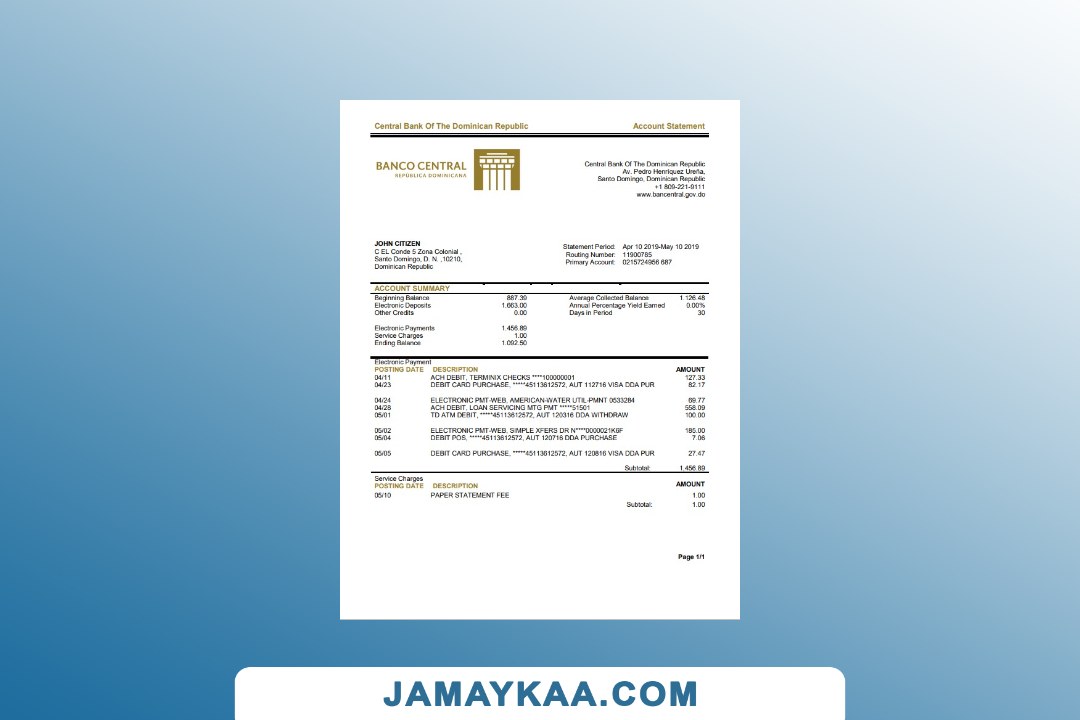 Central Bank Of The Dominican Republic Account Statement
BANCO CENTRAL
REPÚBLICA DOMINICANA
Central Bank Of The Dominican Republic
Av. Pedro Henríquez Ureña,
Santo Domingo, Dominican Republic
+1 809-221-9111
www.bancentral.gov.do
JOHN CITIZEN
C EL Conde 5 Zona Colonial ,
Santo Domingo, D. N. ,10210,
Dominican Republic
Statement Period: Apr 10 2019-May 10 2019
Routing Number: 11900785
Primary Account: 0215724956 687
ACCOUNT SUMMARY
Beginning Balance 887.39 Average Collected Balance 1.126.48
Electronic Deposits 1.663.00 Annual Percentage Yield Earned 0.00%
Other Credits 0.00 Days in Period 30
Electronic Payments 1.456.89
Service Charges 1.00
Ending Balance 1.092.50
Electronic Payment
POSTING DATE DESCRIPTION AMOUNT
04/11 ACH DEBIT, TERMINIX CHECKS ****100000001 127.33
04/23 DEBIT CARD PURCHASE, *****45113612572, AUT 112716 VISA DDA PUR 82.17
04/24 ELECTRONIC PMT-WEB, AMERICAN-WATER UTIL-PMNT 0533284 69.77
04/28 ACH DEBIT, LOAN SERVICING MTG PMT *****51501 558.09
05/01 TD ATM DEBIT, *****45113612572, AUT 120316 DDA WITHDRAW 100.00
05/02 ELECTRONIC PMT-WEB, SIMPLE XFERS DR N****0000021K6F 185.00
05/04 DEBIT POS, *****45113612572, AUT 120716 DDA PURCHASE 7.06
05/05 DEBIT CARD PURCHASE, *****45113612572, AUT 120816 VISA DDA PUR 27.47
Subtotal: 1.456.89
Service Charges
POSTING DATE DESCRIPTION AMOUNT
05/10 PAPER STATEMENT FEE 1.00
Subtotal: 1.00
Page 1/1
JAMAYKAA.COM